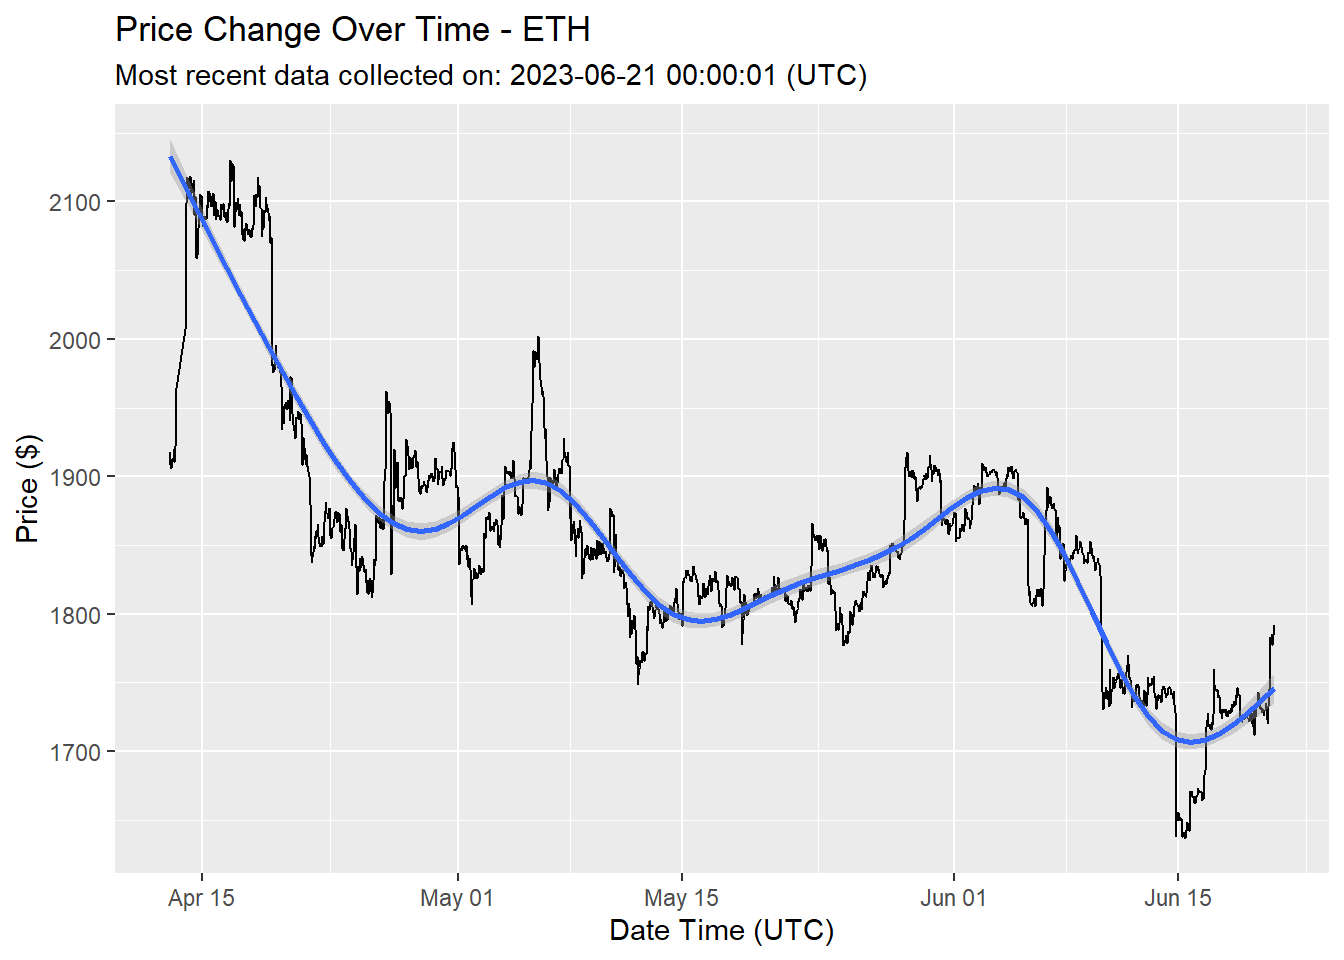 Price Change Over Time - ETH
Most recent data collected on: 2023-06-21 00:00:01 (UTC)
Price ($)
2100
2000
1900
1800
1700
Apr 15
May 01
May 15
Jun 01
Jun 15
Date Time (UTC)